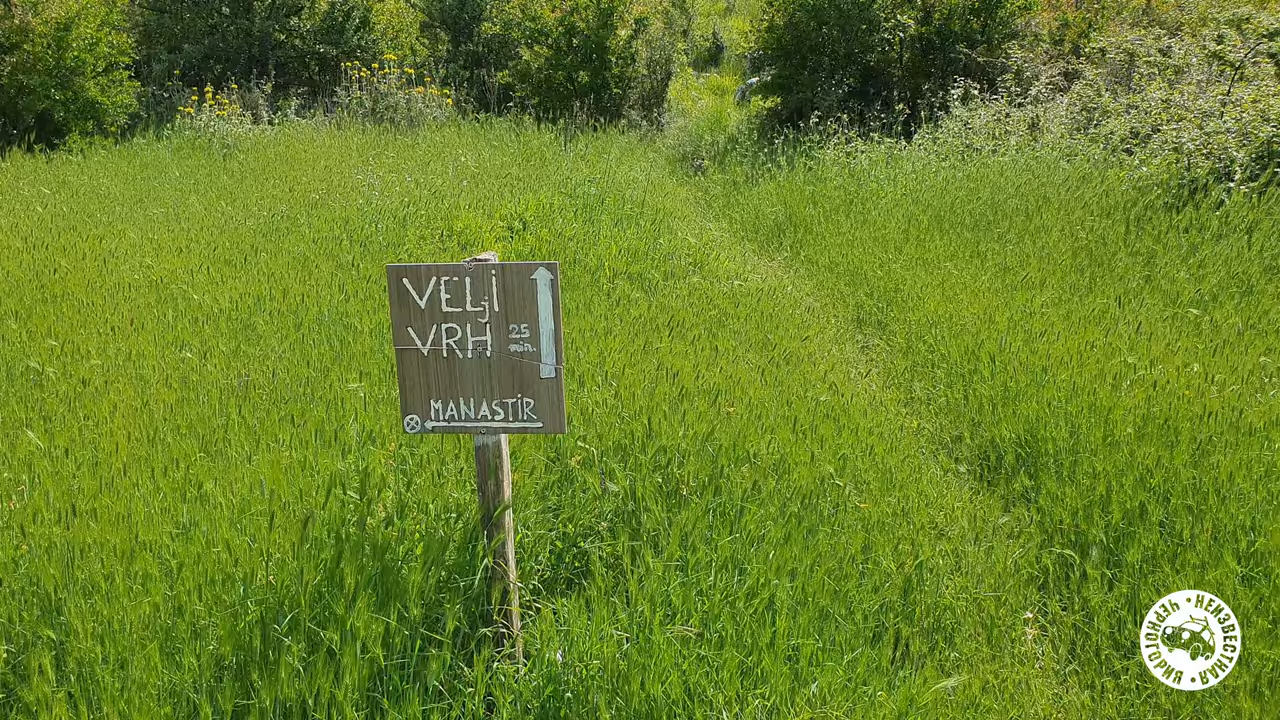 VELjI
VRH 25 min.
MANASTIR
НЕИЗВЕСТНАЯ • ЧЕРНОГОРИЯ •